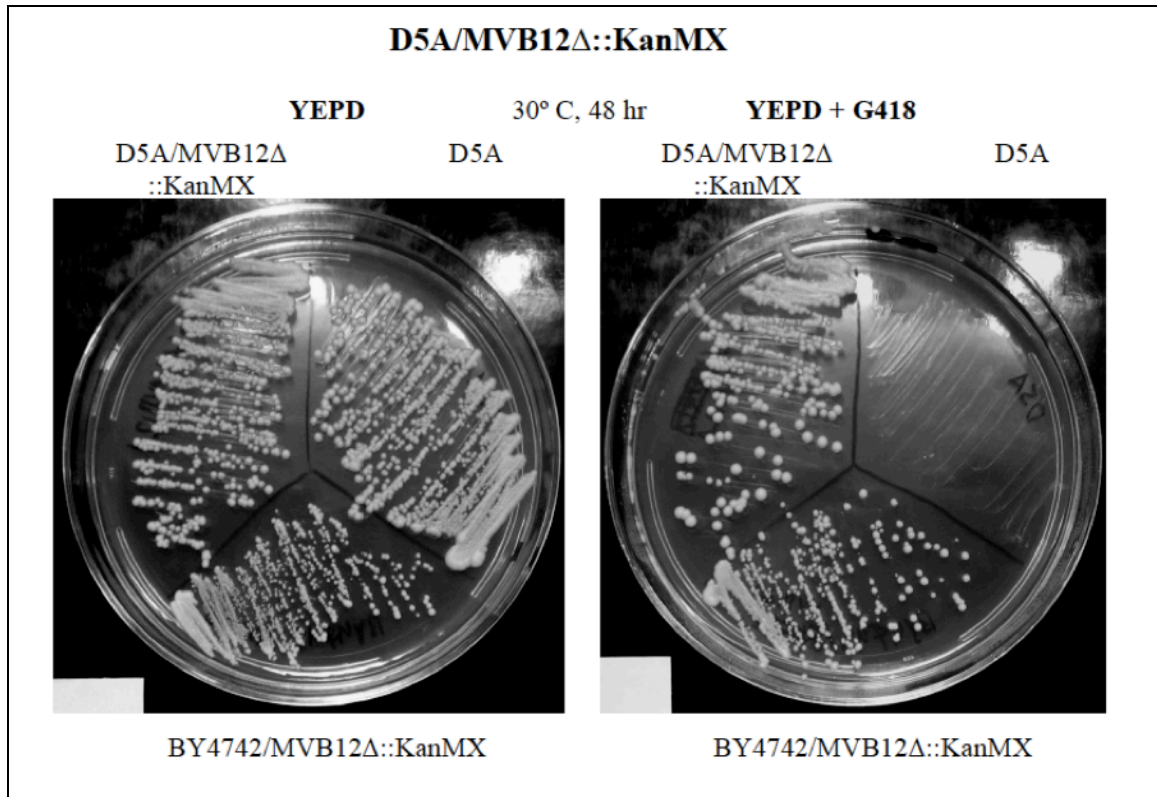 D5A/MVB12Δ::KanMX
YEPD 30º C, 48 hr YEPD + G418
D5A/MVB12Δ D5A D5A/MVB12Δ D5A
::KanMX ::KanMX
D5A
BY4742/MVB12Δ::KanMX BY4742/MVB12Δ::KanMX